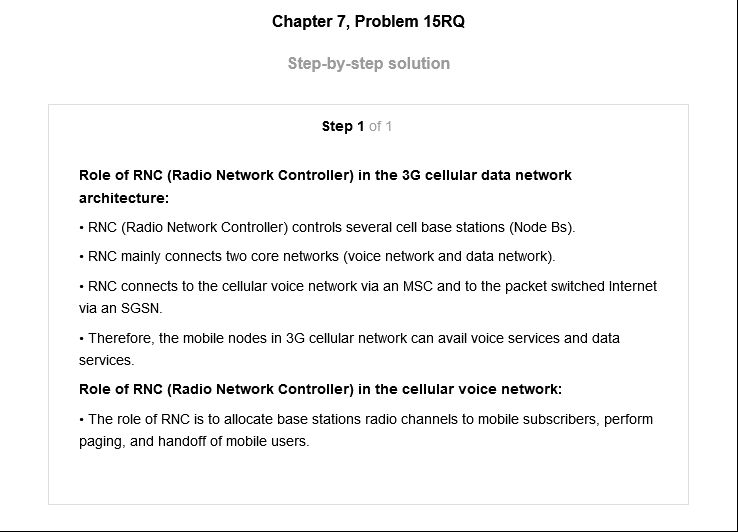 Chapter 7, Problem 15RQ
Step-by-step solution
Step 1 of 1
Role of RNC (Radio Network Controller) in the 3G cellular data network
architecture:
• RNC (Radio Network Controller) controls several cell base stations (Node Bs).
• RNC mainly connects two core networks (voice network and data network).
• RNC connects to the cellular voice network via an MSC and to the packet switched Internet
via an SGSN.
• Therefore, the mobile nodes in 3G cellular network can avail voice services and data
services.
Role of RNC (Radio Network Controller) in the cellular voice network:
• The role of RNC is to allocate base stations radio channels to mobile subscribers, perform
paging, and handoff of mobile users.